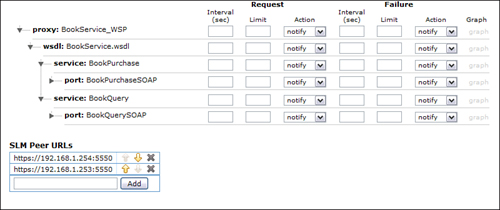 Request Failure
Interval (sec) Limit Action Interval (sec) Limit Action Graph
proxy: BookService_WSP notify notify graph
wsdl: BookService.wsdl notify notify graph
service: BookPurchase notify notify graph
port: BookPurchaseSOAP notify notify graph
service: BookQuery notify notify graph
port: BookQuerySOAP notify notify graph
SLM Peer URLs
https://192.168.1.254:5550
https://192.168.1.253:5550
Add